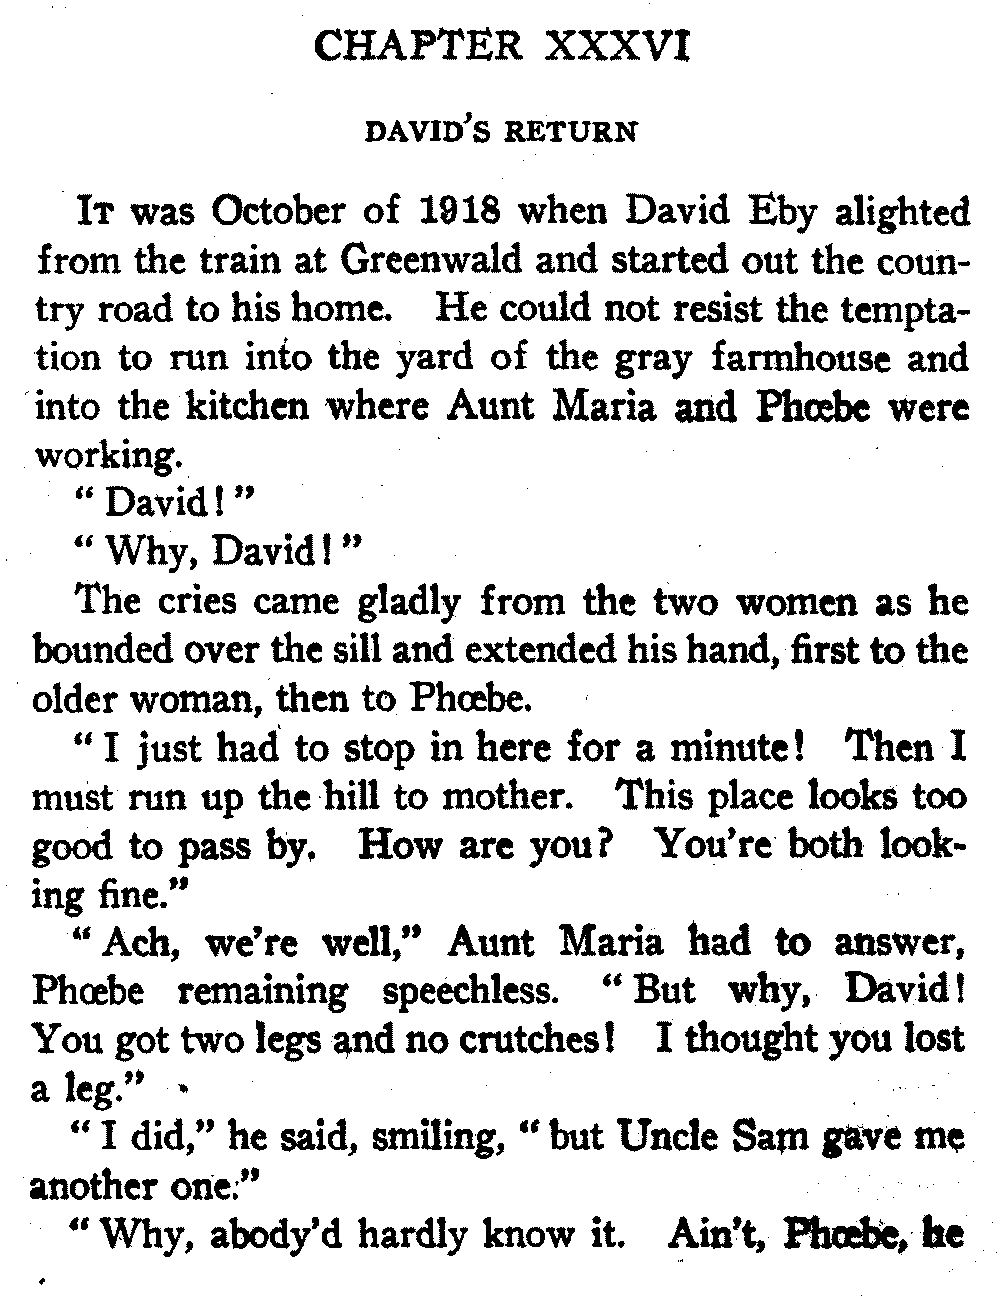 CHAPTER XXXVI
DAVID'S RETURN
IT was October of 1918 when David Eby alighted
from the train at Greenwald and started out the coun-
try road to his home. He could not resist the tempta-
tion to run into the yard of the gray farmhouse and
into the kitchen where Aunt Maria and Phœbe were
working.
“ David! ”
“ Why, David! ”
The cries came gladly from the two women as he
bounded over the sill and extended his hand, first to the
older woman, then to Phœbe.
“ I just had to stop in here for a minute! Then I
must run up the hill to mother. This place looks too
good to pass by. How are you? You're both look-
ing fine.”
“ Ach, we're well,” Aunt Maria had to answer,
Phœbe remaining speechless. “ But why, David!
You got two legs and no crutches! I thought you lost
a leg.”
“ I did,” he said, smiling, “ but Uncle Sam gave me
another one.”
“ Why, abody'd hardly know it. Ain't, Phœbe, he